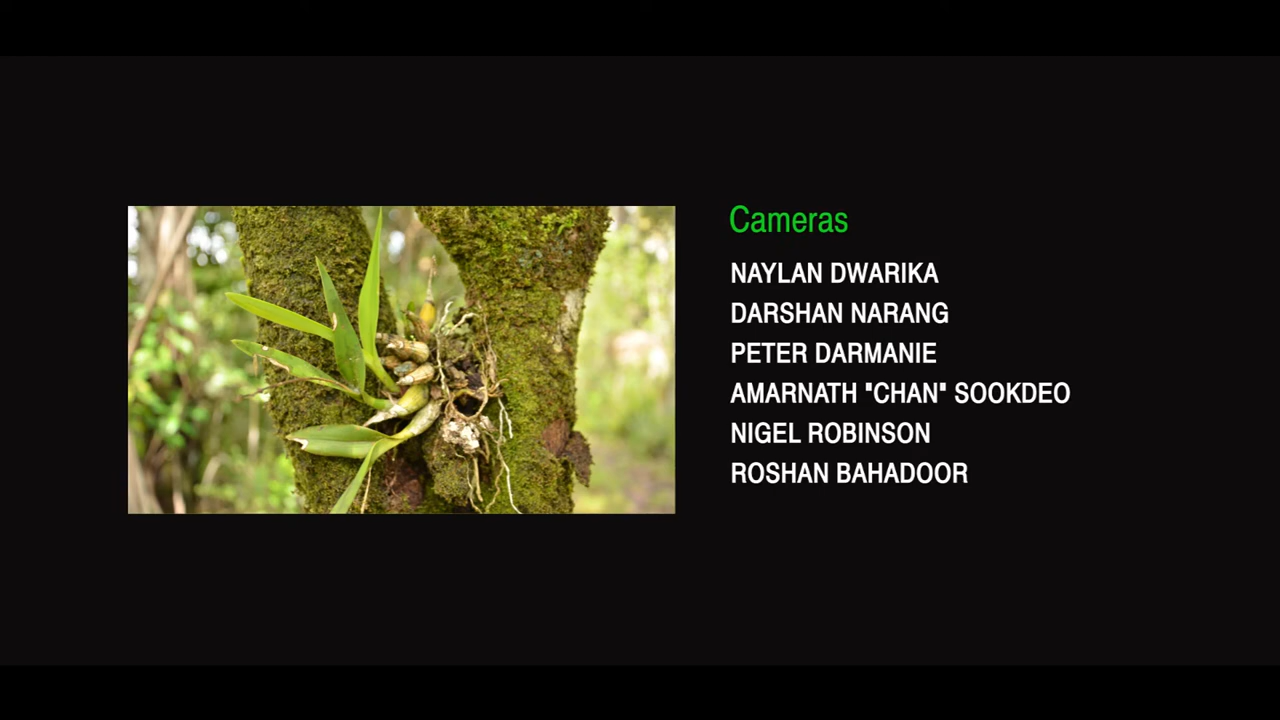 Cameras
NAYLAN DWARIKA
DARSHAN NARANG
PETER DARMANIE
AMARNATH "CHAN" SOOKDEO
NIGEL ROBINSON
ROSHAN BAHADOOR